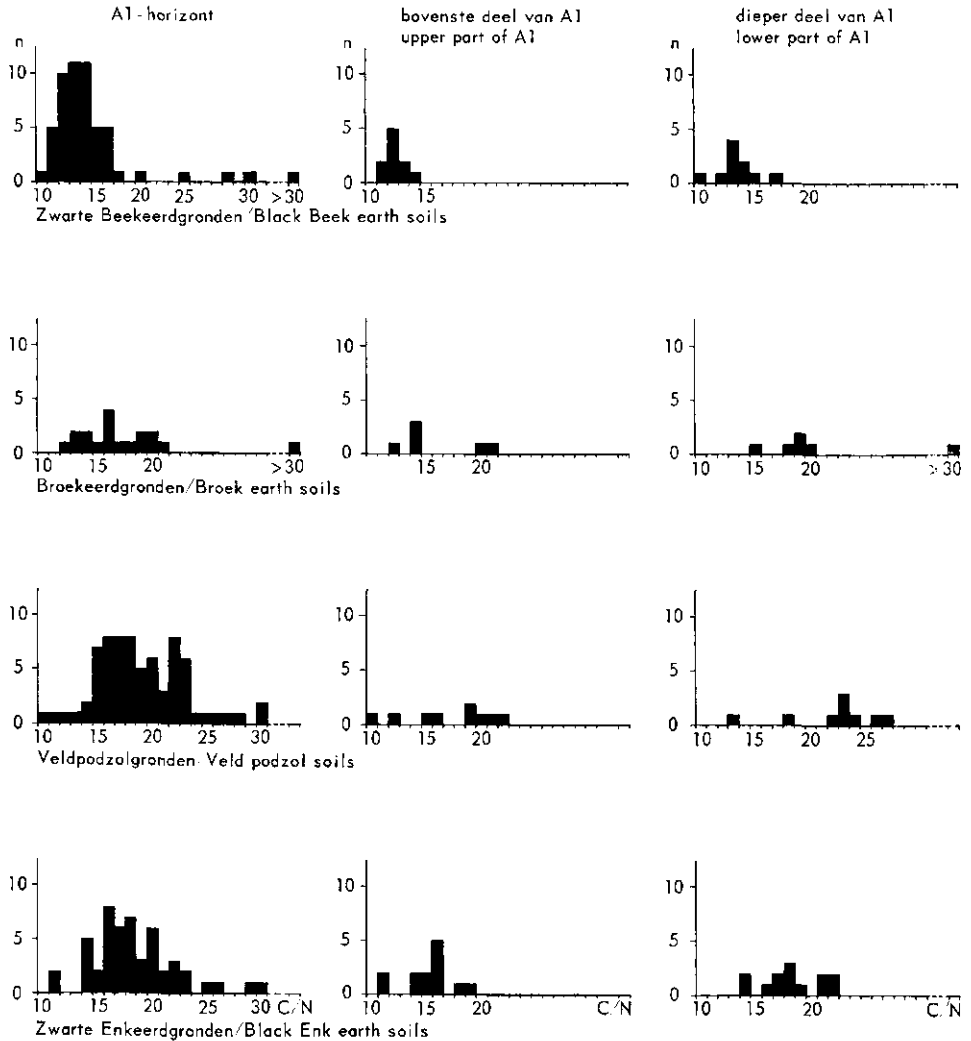 A1-horizont
bovenste deel van A1
upper part of A1
dieper deel van A1
lower part of A1
n
10
5
0
10 15 20 25 30 >30
n
10
5
0
10 15
n
10
5
0
10 15 20
Zwarte Beekeerdgronden/Black Beek earth soils
10
5
0
10 15 20 >30
10
5
0
10 15 20
10
5
0
10 15 20 >30
Broekeerdgronden/Broek earth soils
10
5
0
10 15 20 25 30
10
5
0
10 15 20
10
5
0
10 15 20 25
Veldpodzolgronden-Veld podzol soils
10
5
0
10 15 20 25 30 C/N
10
5
0
10 15 20 C/N
10
5
0
10 15 20 C/N
Zwarte Enkeerdgronden/Black Enk earth soils